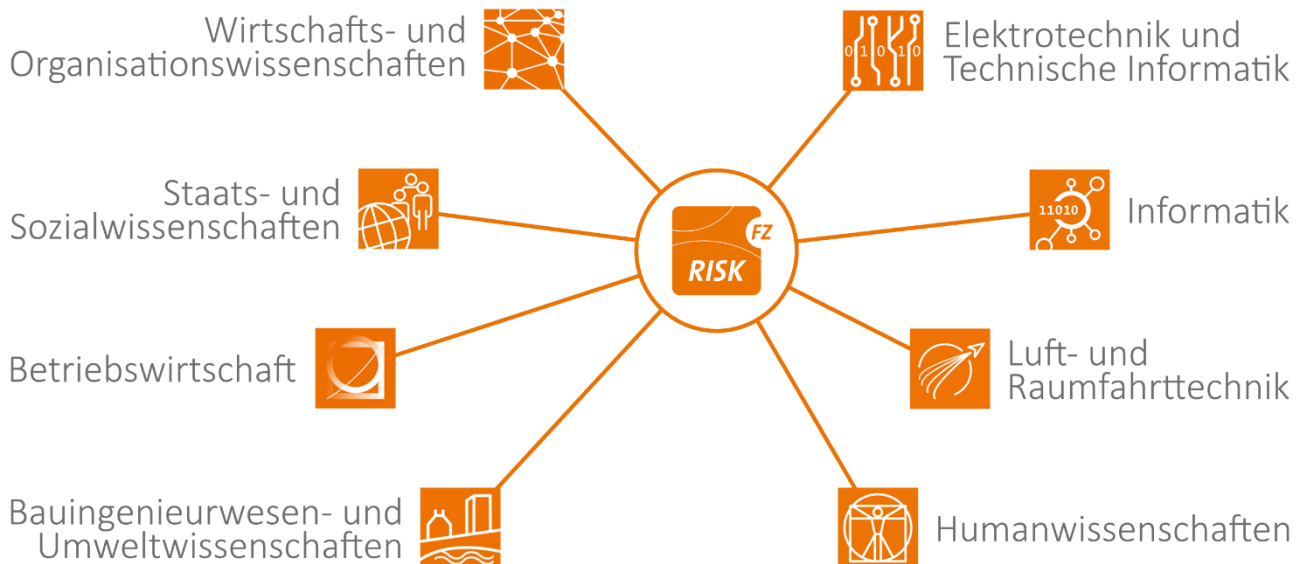 Wirtschafts- und
Organisationswissenschaften
Elektrotechnik und
Technische Informatik
01010
Staats- und
Sozialwissenschaften
11010
Informatik
FZ
RISK
Betriebswirtschaft
Luft- und
Raumfahrttechnik
Bauingenieurwesen- und
Umweltwissenschaften
Humanwissenschaften